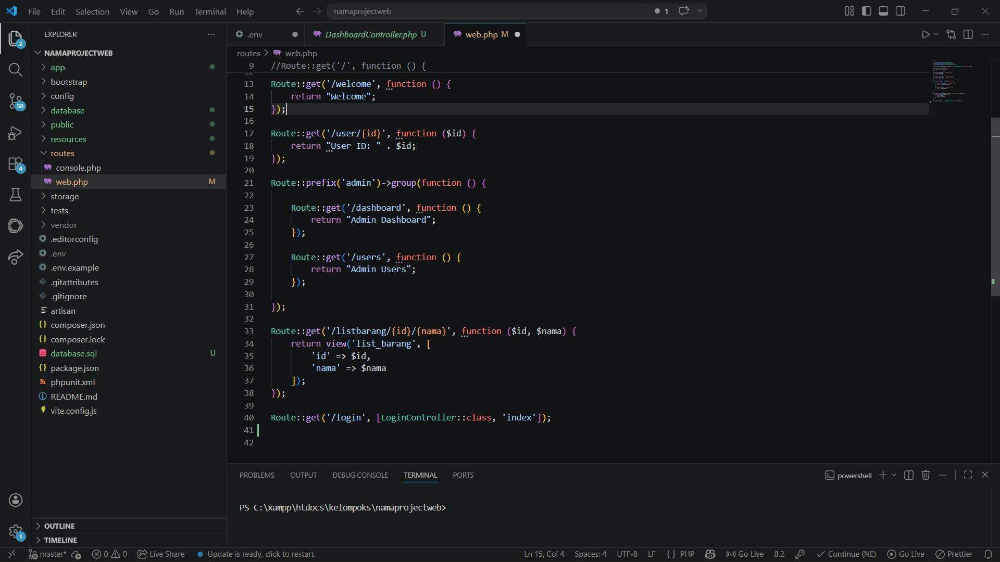 File Edit Selection View Go Run Terminal Help
namaprojectweb
1
EXPLORER
NAMAPROJECTWEB
app
bootstrap
config
database
public
resources
routes
console.php
web.php M
storage
tests
vendor
.editorconfig
.env
.env.example
.gitattributes
.gitignore
artisan
composer.json
composer.lock
database.sql U
package.json
phpunit.xml
README.md
vite.config.js
OUTLINE
TIMELINE
2
50
4
1
.env
DashboardController.php U
web.php M
routes > web.php
9 //Route::get('/', function () {
13 Route::get('/welcome', function () {
14 return "Welcome";
15 });
16
17 Route::get('/user/{id}', function ($id) {
18 return "User ID: " . $id;
19 });
20
21 Route::prefix('admin')->group(function () {
22
23 Route::get('/dashboard', function () {
24 return "Admin Dashboard";
25 });
26
27 Route::get('/users', function () {
28 return "Admin Users";
29 });
30
31 });
32
33 Route::get('/listbarang/{id}/{nama}', function ($id, $nama) {
34 return view('list_barang', [
35 'id' => $id,
36 'nama' => $nama
37 ]);
38 });
39
40 Route::get('/login', [LoginController::class, 'index']);
41
42
PROBLEMS OUTPUT DEBUG CONSOLE TERMINAL PORTS
powershell
PS C:\xampp\htdocs\kelompoks\namaprojectweb>
master* 0 0 Live Share Update is ready, click to restart.
Ln 15, Col 4 Spaces: 4 UTF-8 LF { } PHP Go Live 8.2 Continue (NE) Go Live Prettier